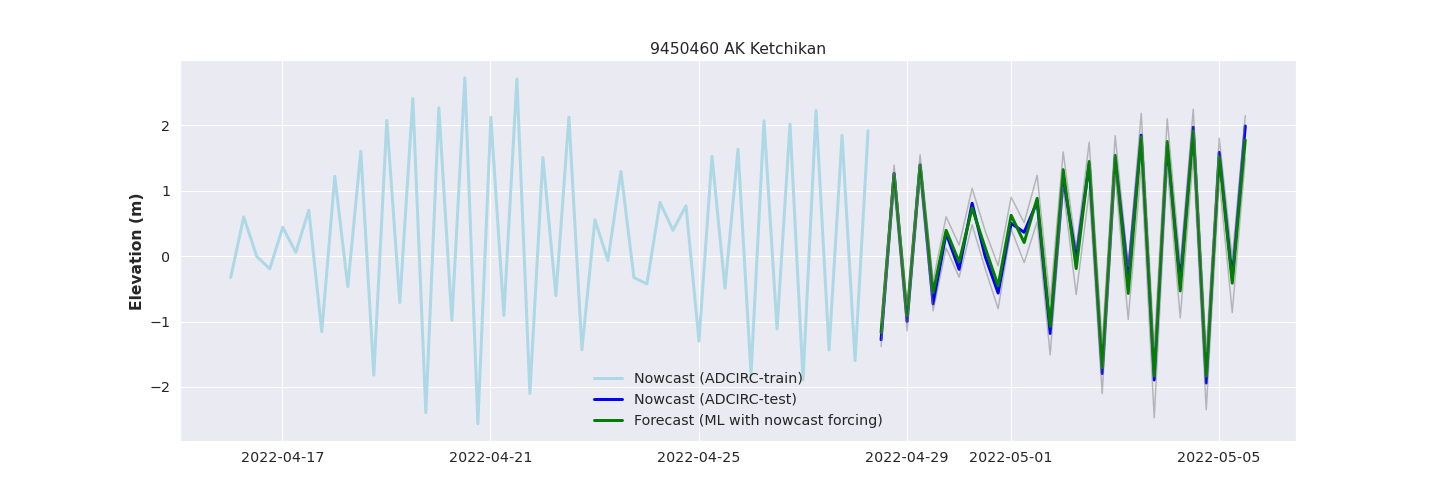 9450460 AK Ketchikan
Elevation (m)
2
1
0
−1
−2
Nowcast (ADCIRC-train)
Nowcast (ADCIRC-test)
Forecast (ML with nowcast forcing)
2022-04-17 2022-04-21 2022-04-25 2022-04-29 2022-05-01 2022-05-05